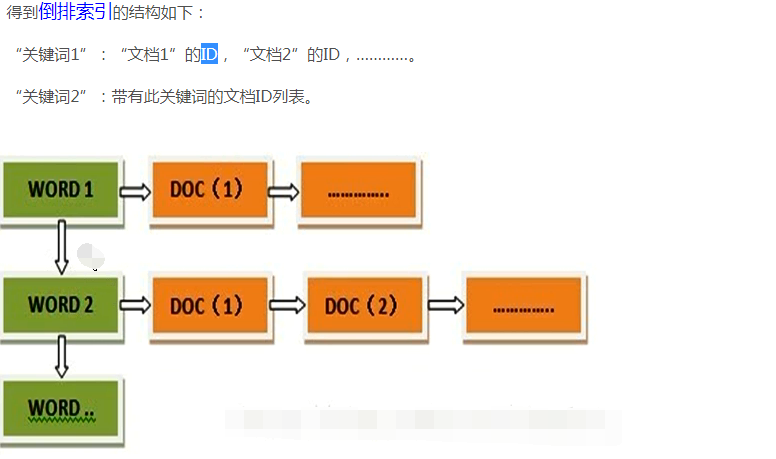 得到倒排索引的结构如下：
“关键词1”：“文档1”的ID，“文档2”的ID，…………。
“关键词2”：带有此关键词的文档ID列表。
WORD 1
DOC（1）
…………..
WORD 2
DOC（1）
DOC（2）
…………..
WORD ..